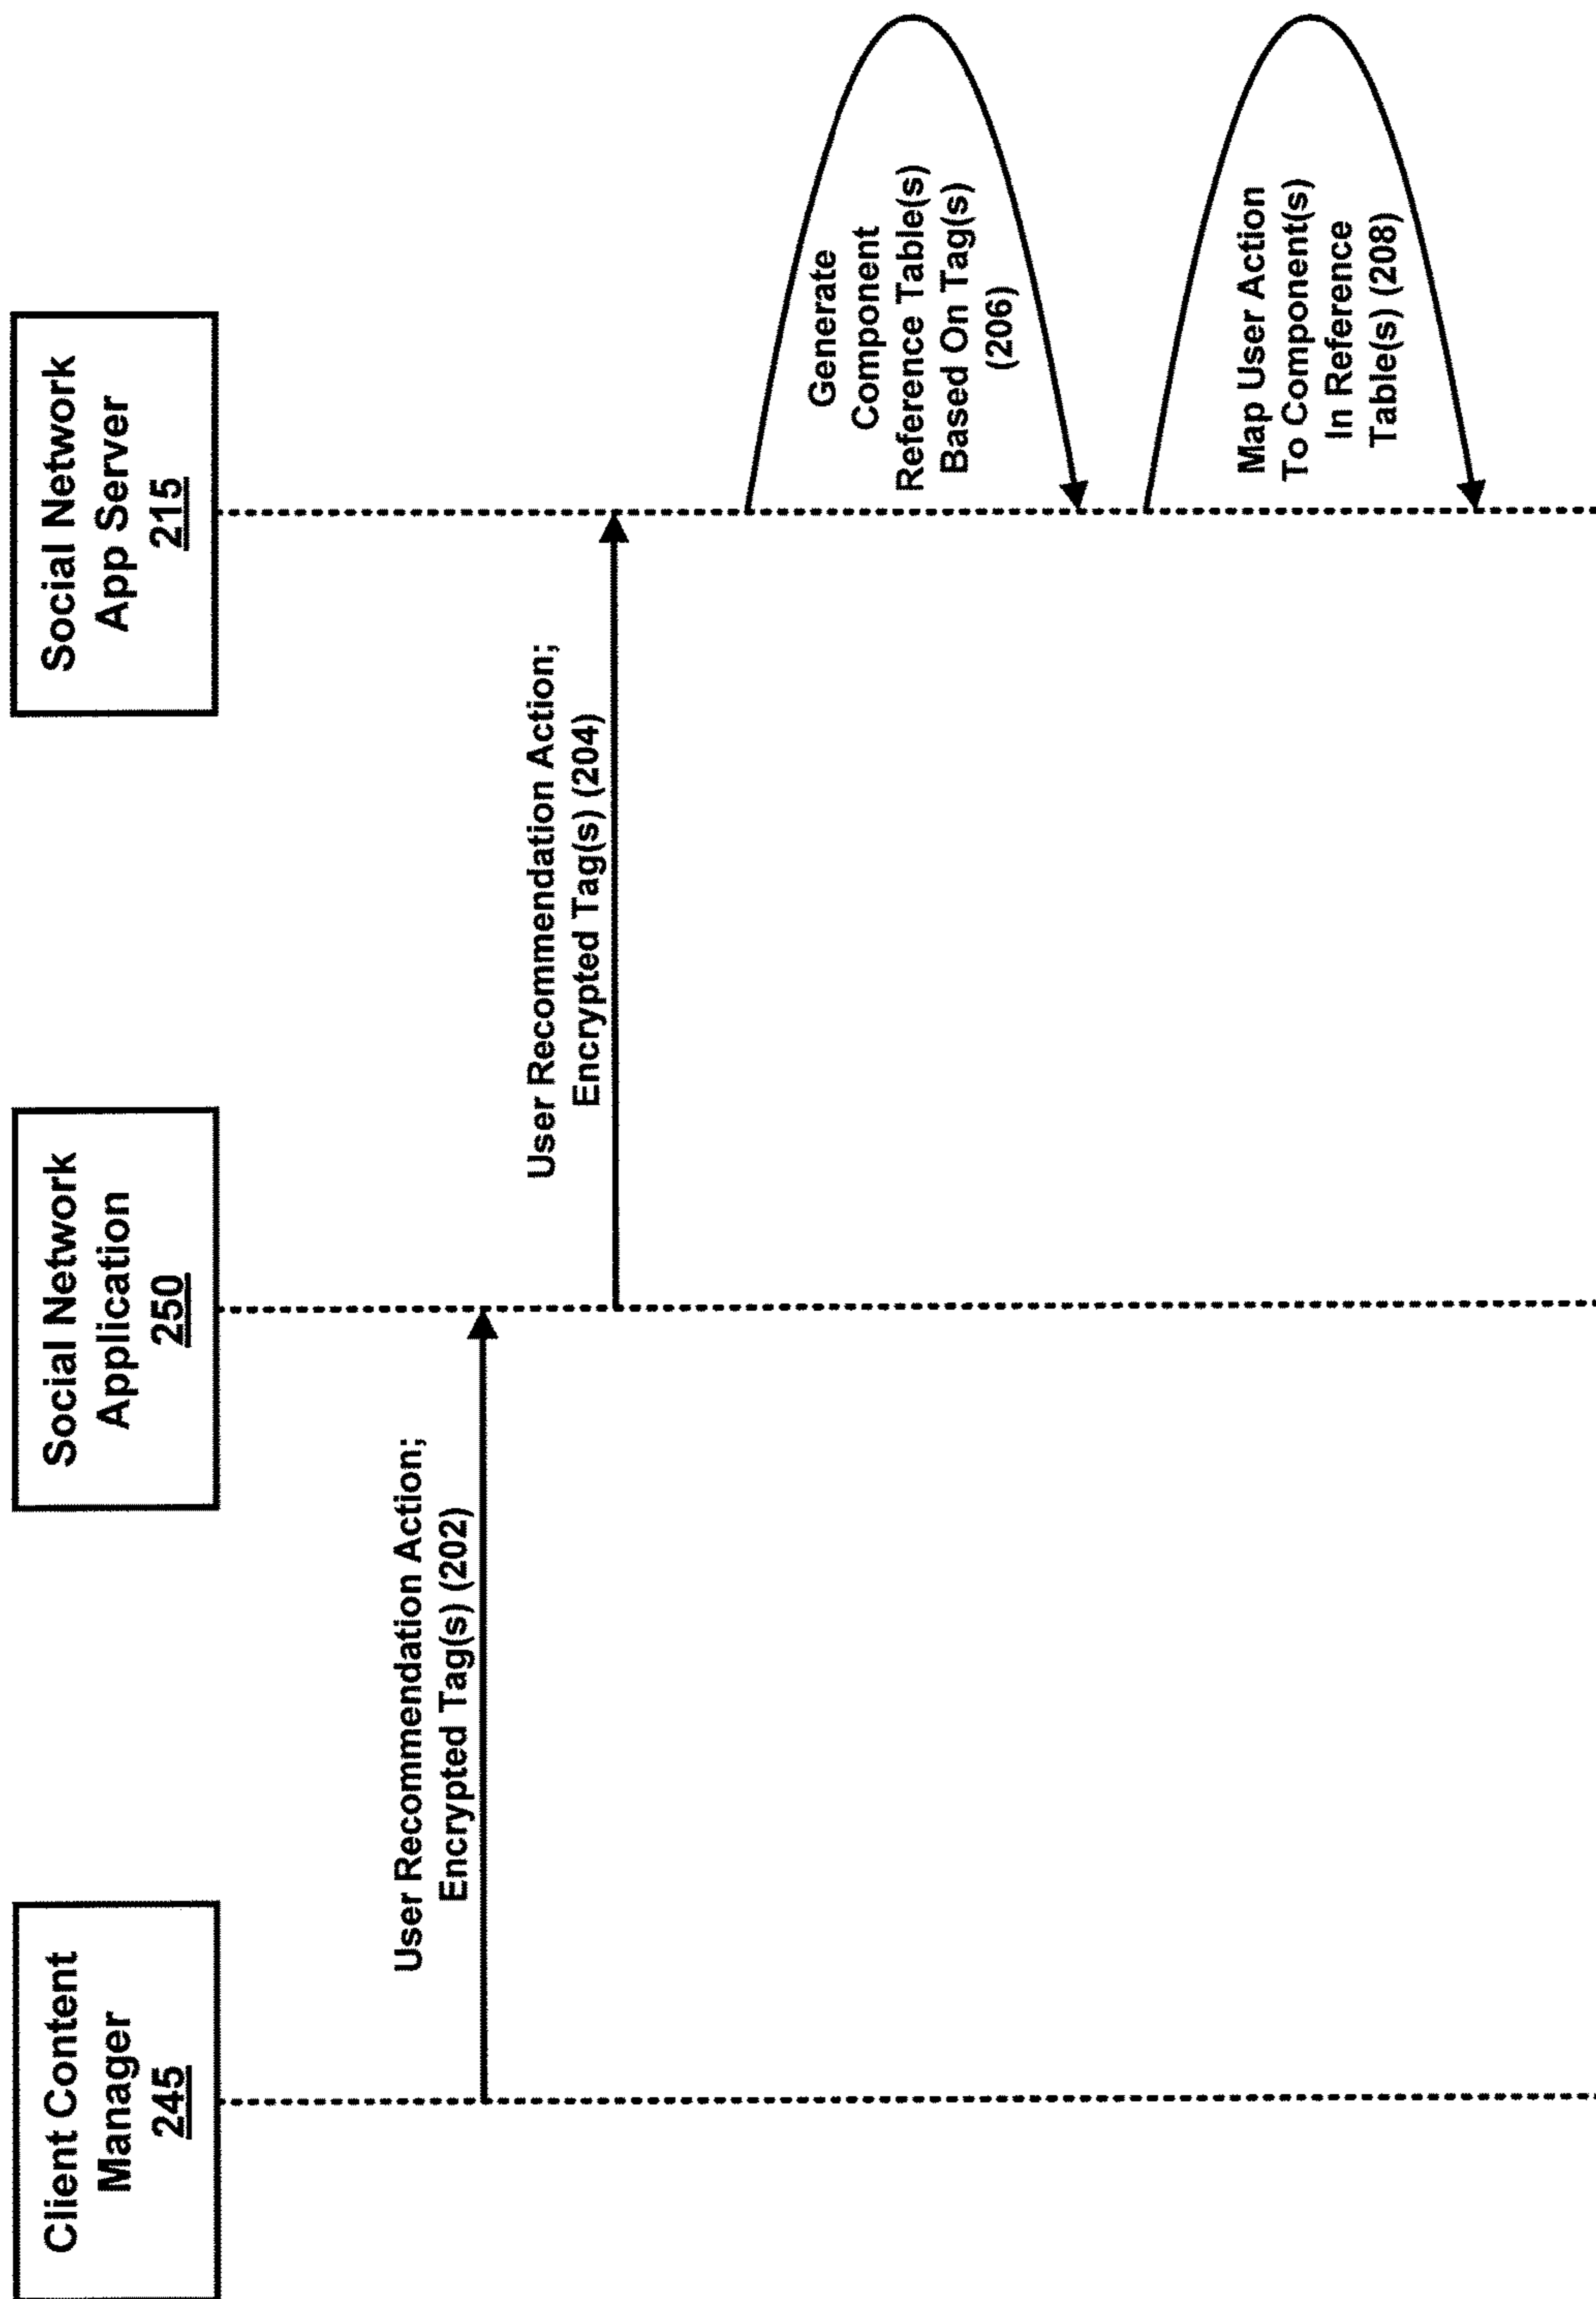 Client Content
Manager
245
Social Network
Application
250
Social Network
App Server
215
User Recommendation Action;
Encrypted Tag(s) (202)
User Recommendation Action;
Encrypted Tag(s) (204)
Generate
Component
Reference Table(s)
Based On Tag(s)
(206)
Map User Action
To Component(s)
In Reference
Table(s) (208)